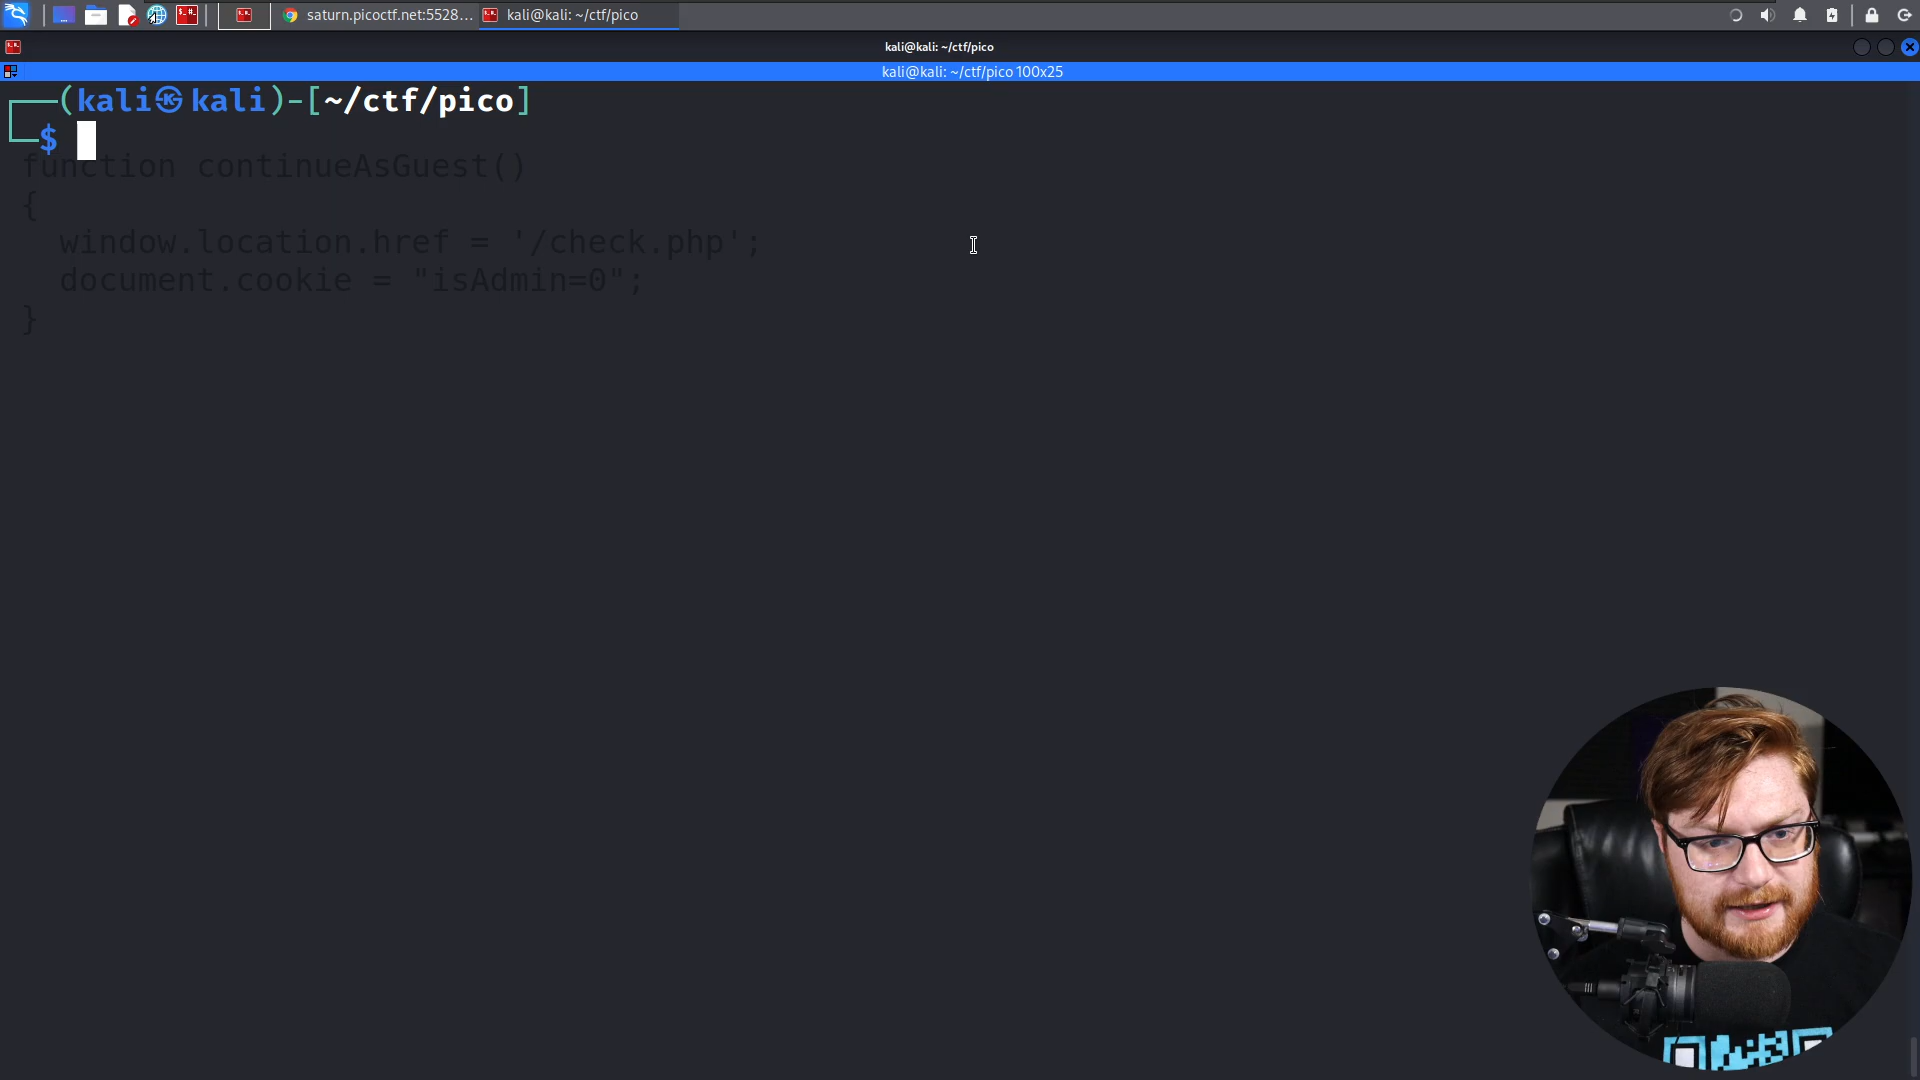 saturn.picoctf.net:5528...
kali@kali: ~/ctf/pico
kali@kali: ~/ctf/pico
kali@kali: ~/ctf/pico 100x25
(kali㉿kali)-[~/ctf/pico]
$
function continueAsGuest()
{
window.location.href = '/check.php';
document.cookie = "isAdmin=0";
}